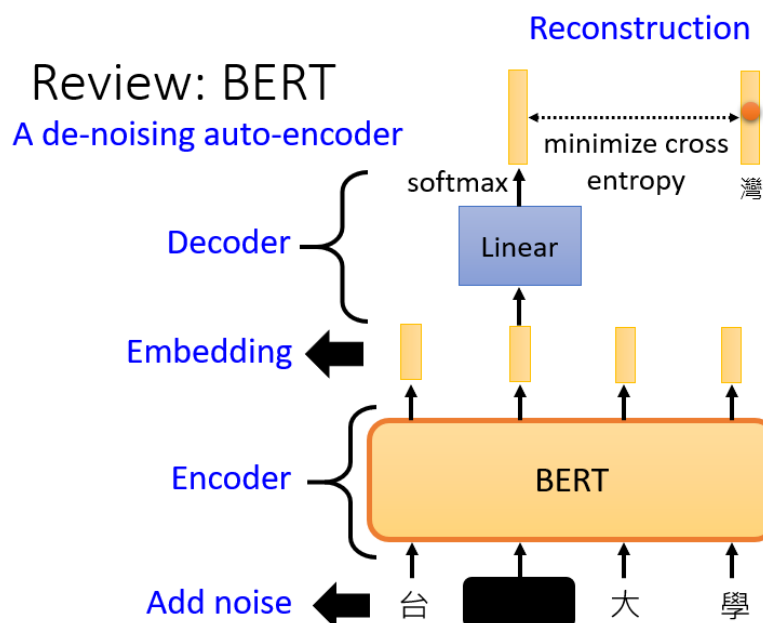 Reconstruction
Review: BERT
A de-noising auto-encoder
minimize cross
entropy
softmax
灣
Decoder
Linear
Embedding
Encoder
BERT
Add noise
台 大 學